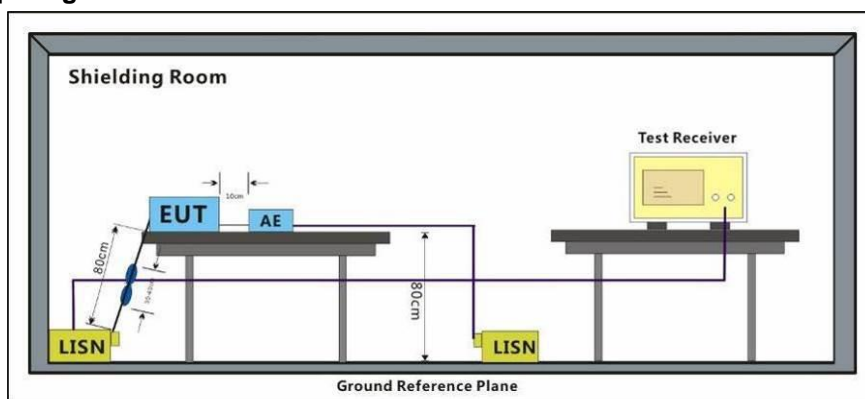 Shielding Room
Test Receiver
10cm
EUT
AE
80cm
80cm
LISN
LISN
Ground Reference Plane